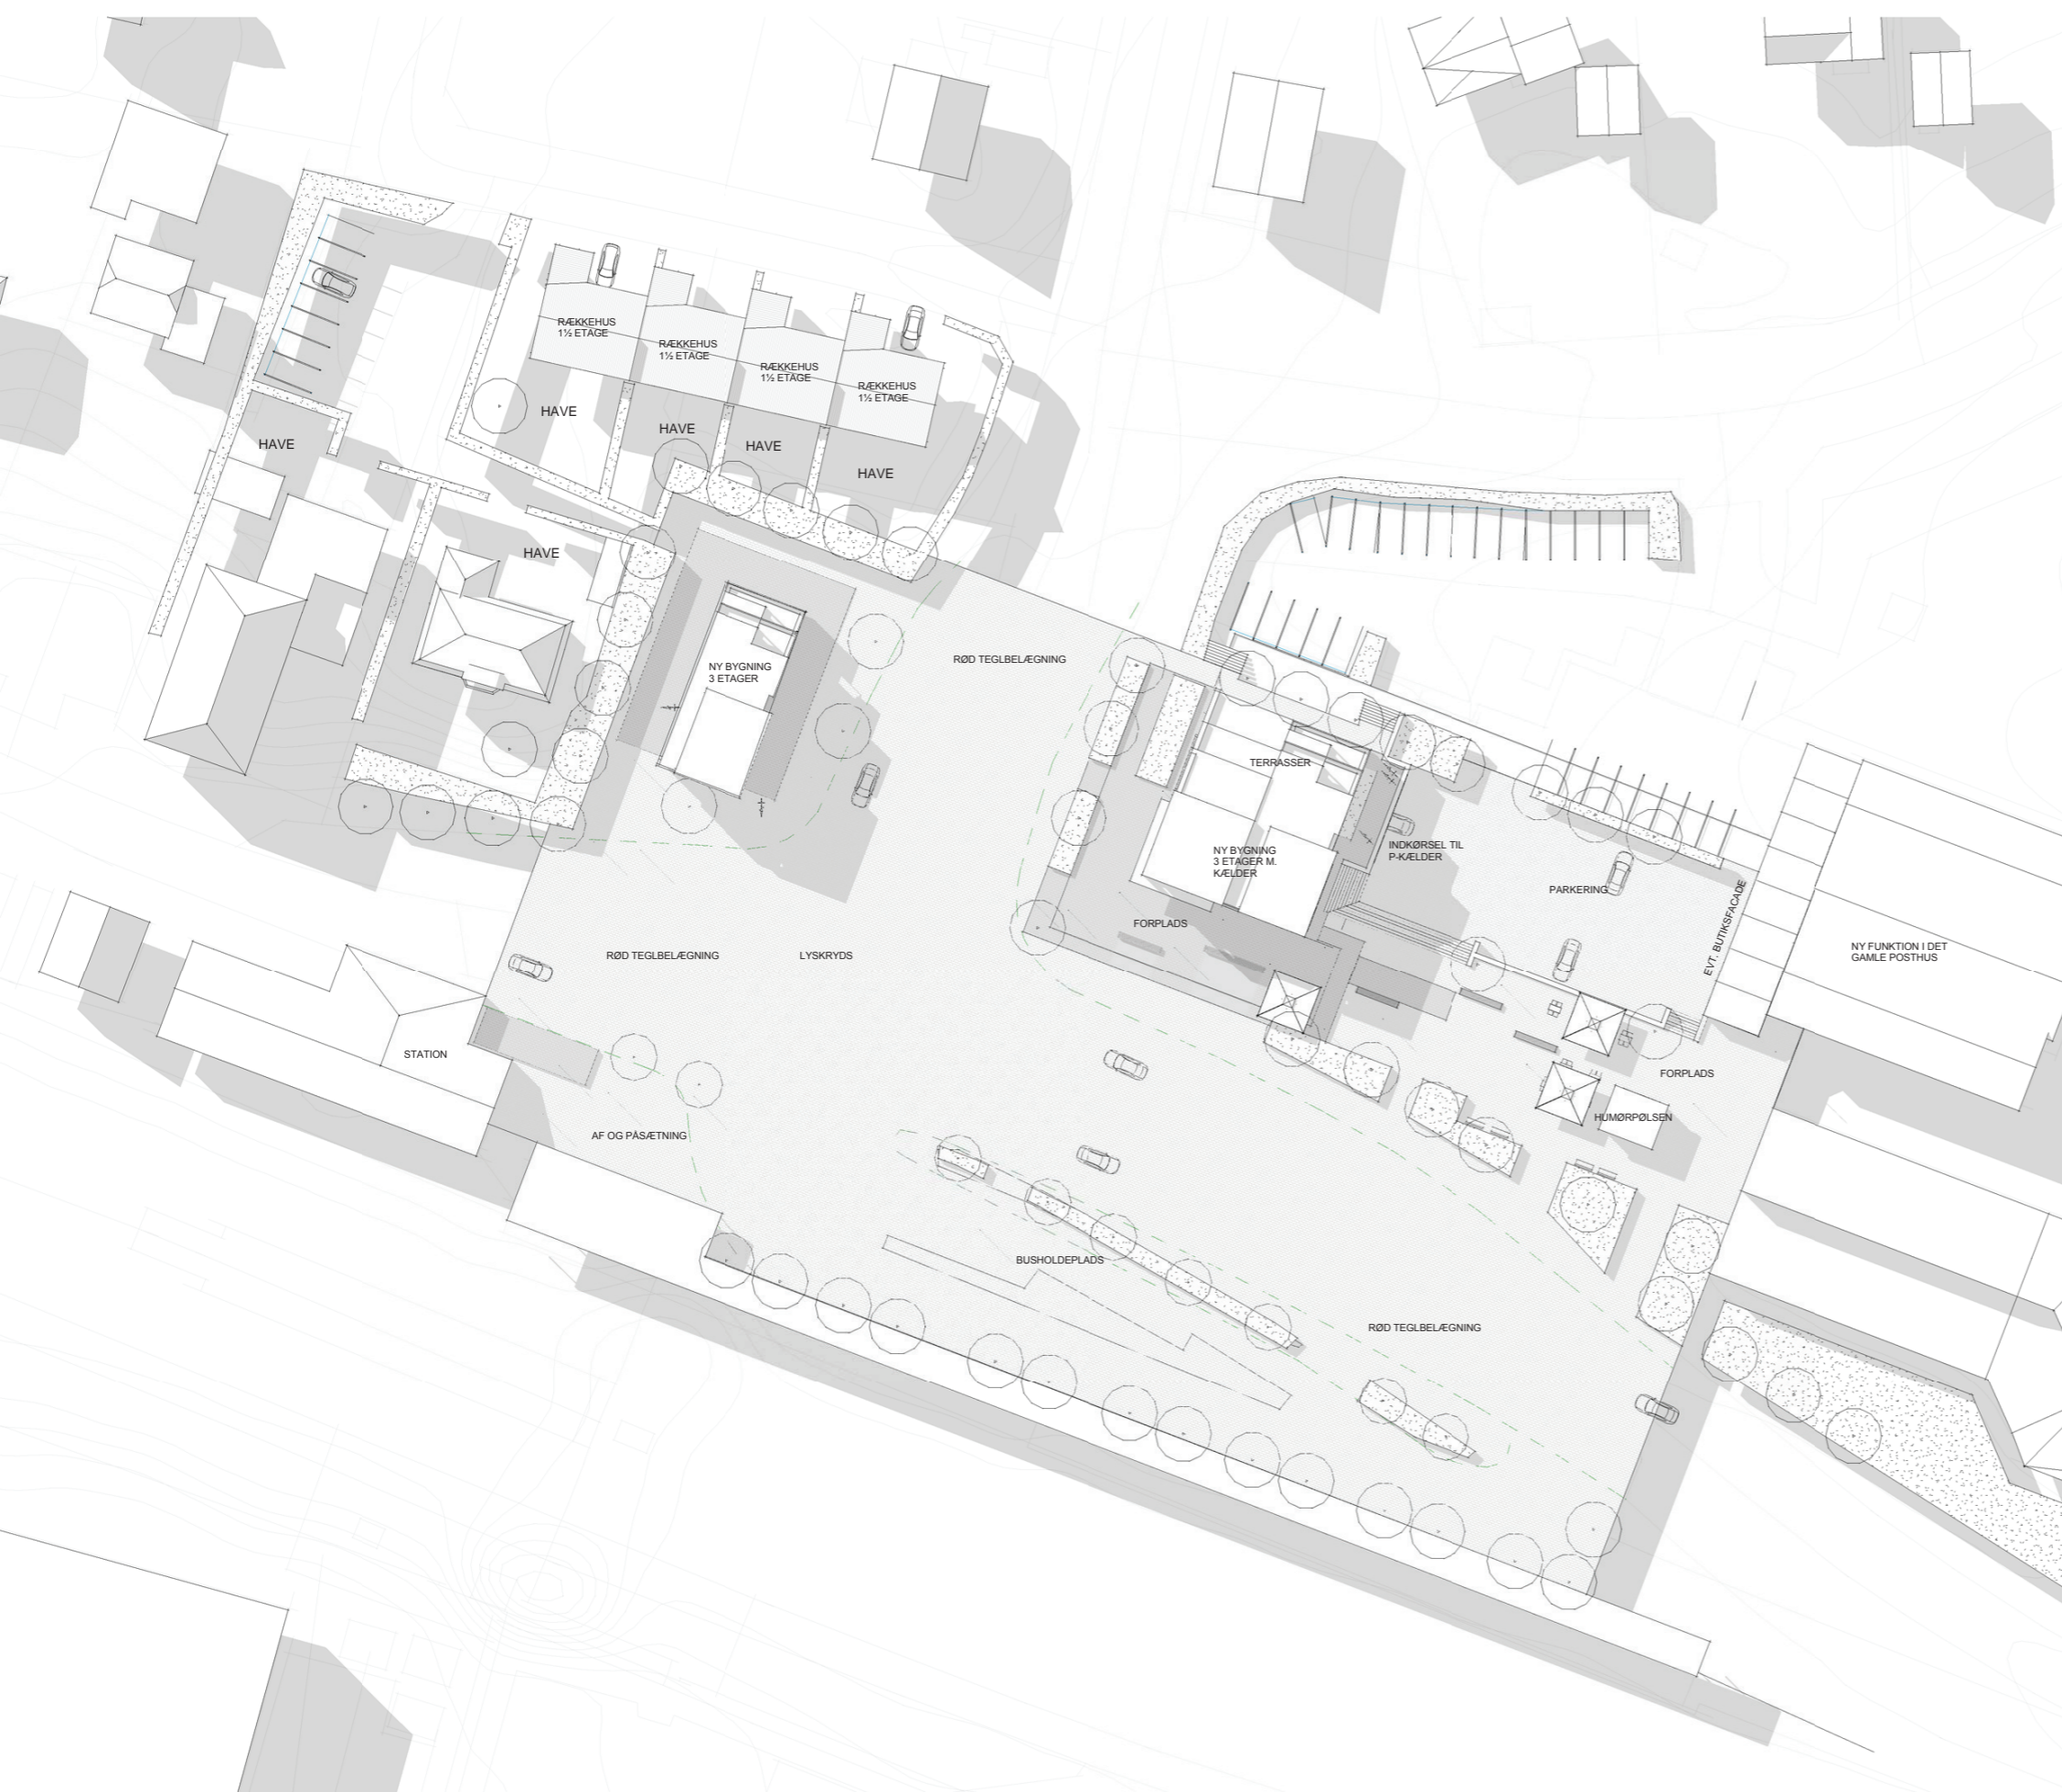 RÆKKEHUS
1½ ETAGE
RÆKKEHUS
1½ ETAGE
RÆKKEHUS
1½ ETAGE
RÆKKEHUS
1½ ETAGE
HAVE
HAVE
HAVE
HAVE
HAVE
HAVE
NY BYGNING
3 ETAGER
RØD TEGLBELÆGNING
TERRASSER
NY BYGNING
3 ETAGER M.
KÆLDER
INDKØRSEL TIL
P-KÆLDER
PARKERING
EVT. BUTIKSFACADE
NY FUNKTION I DET
GAMLE POSTHUS
FORPLADS
RØD TEGLBELÆGNING
LYSKRYDS
STATION
FORPLADS
HUMØRPØLSEN
AF OG PÅSÆTNING
BUSHOLDEPLADS
RØD TEGLBELÆGNING